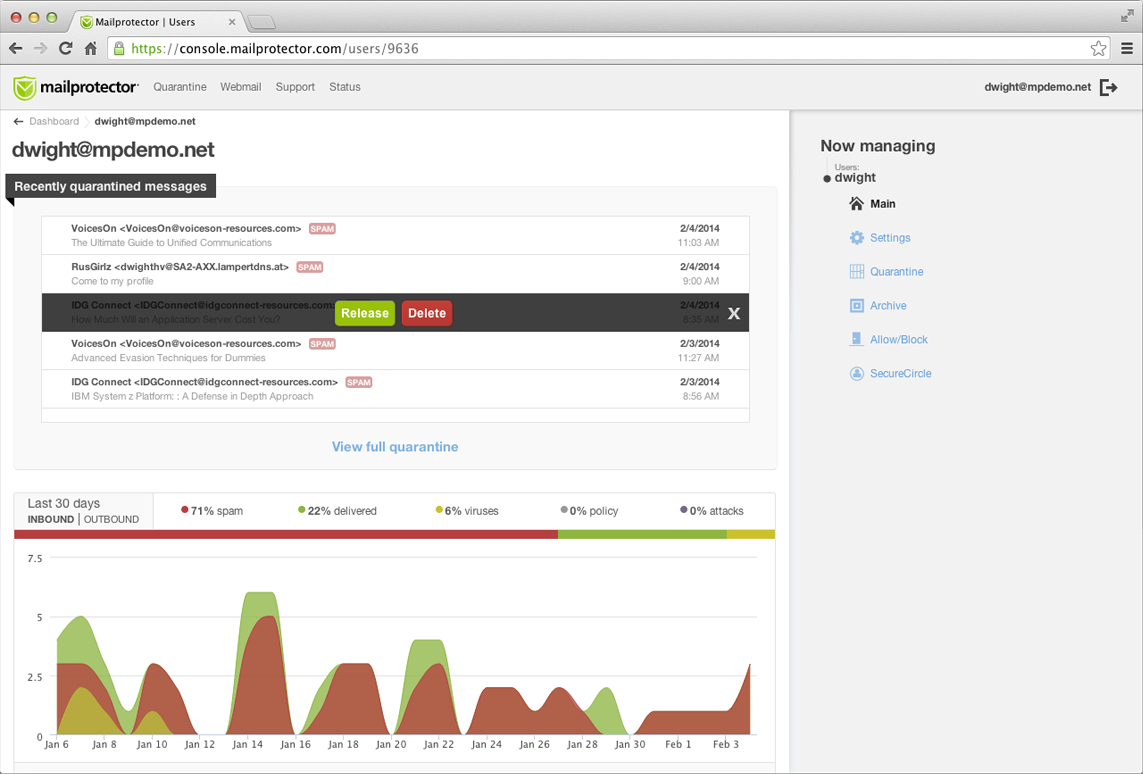 Mailprotector | Users
https://console.mailprotector.com/users/9636
mailprotector Quarantine Webmail Support Status dwight@mpdemo.net
Dashboard dwight@mpdemo.net
dwight@mpdemo.net
Recently quarantined messages
VoicesOn <VoicesOn@voiceson-resources.com> SPAM 2/4/2014
The Ultimate Guide to Unified Communications 11:03 AM
RusGirlz <dwighthv@SA2-AXX.lampertdns.at> SPAM 2/4/2014
Come to my profile 9:00 AM
IDG Connect <IDGConnect@idgconnect-resources.com 2/4/2014
How Much Will an Application Server Cost You? 8:35 AM
Release Delete X
VoicesOn <VoicesOn@voiceson-resources.com> SPAM 2/3/2014
Advanced Evasion Techniques for Dummies 11:27 AM
IDG Connect <IDGConnect@idgconnect-resources.com> SPAM 2/3/2014
IBM System z Platform: : A Defense in Depth Approach 8:56 AM
View full quarantine
Now managing
Users:
dwight
Main
Settings
Quarantine
Archive
Allow/Block
SecureCircle
Last 30 days
INBOUND | OUTBOUND
71% spam 22% delivered 6% viruses 0% policy 0% attacks
7.5
5
2.5
0
Jan 6 Jan 8 Jan 10 Jan 12 Jan 14 Jan 16 Jan 18 Jan 20 Jan 22 Jan 24 Jan 26 Jan 28 Jan 30 Feb 1 Feb 3